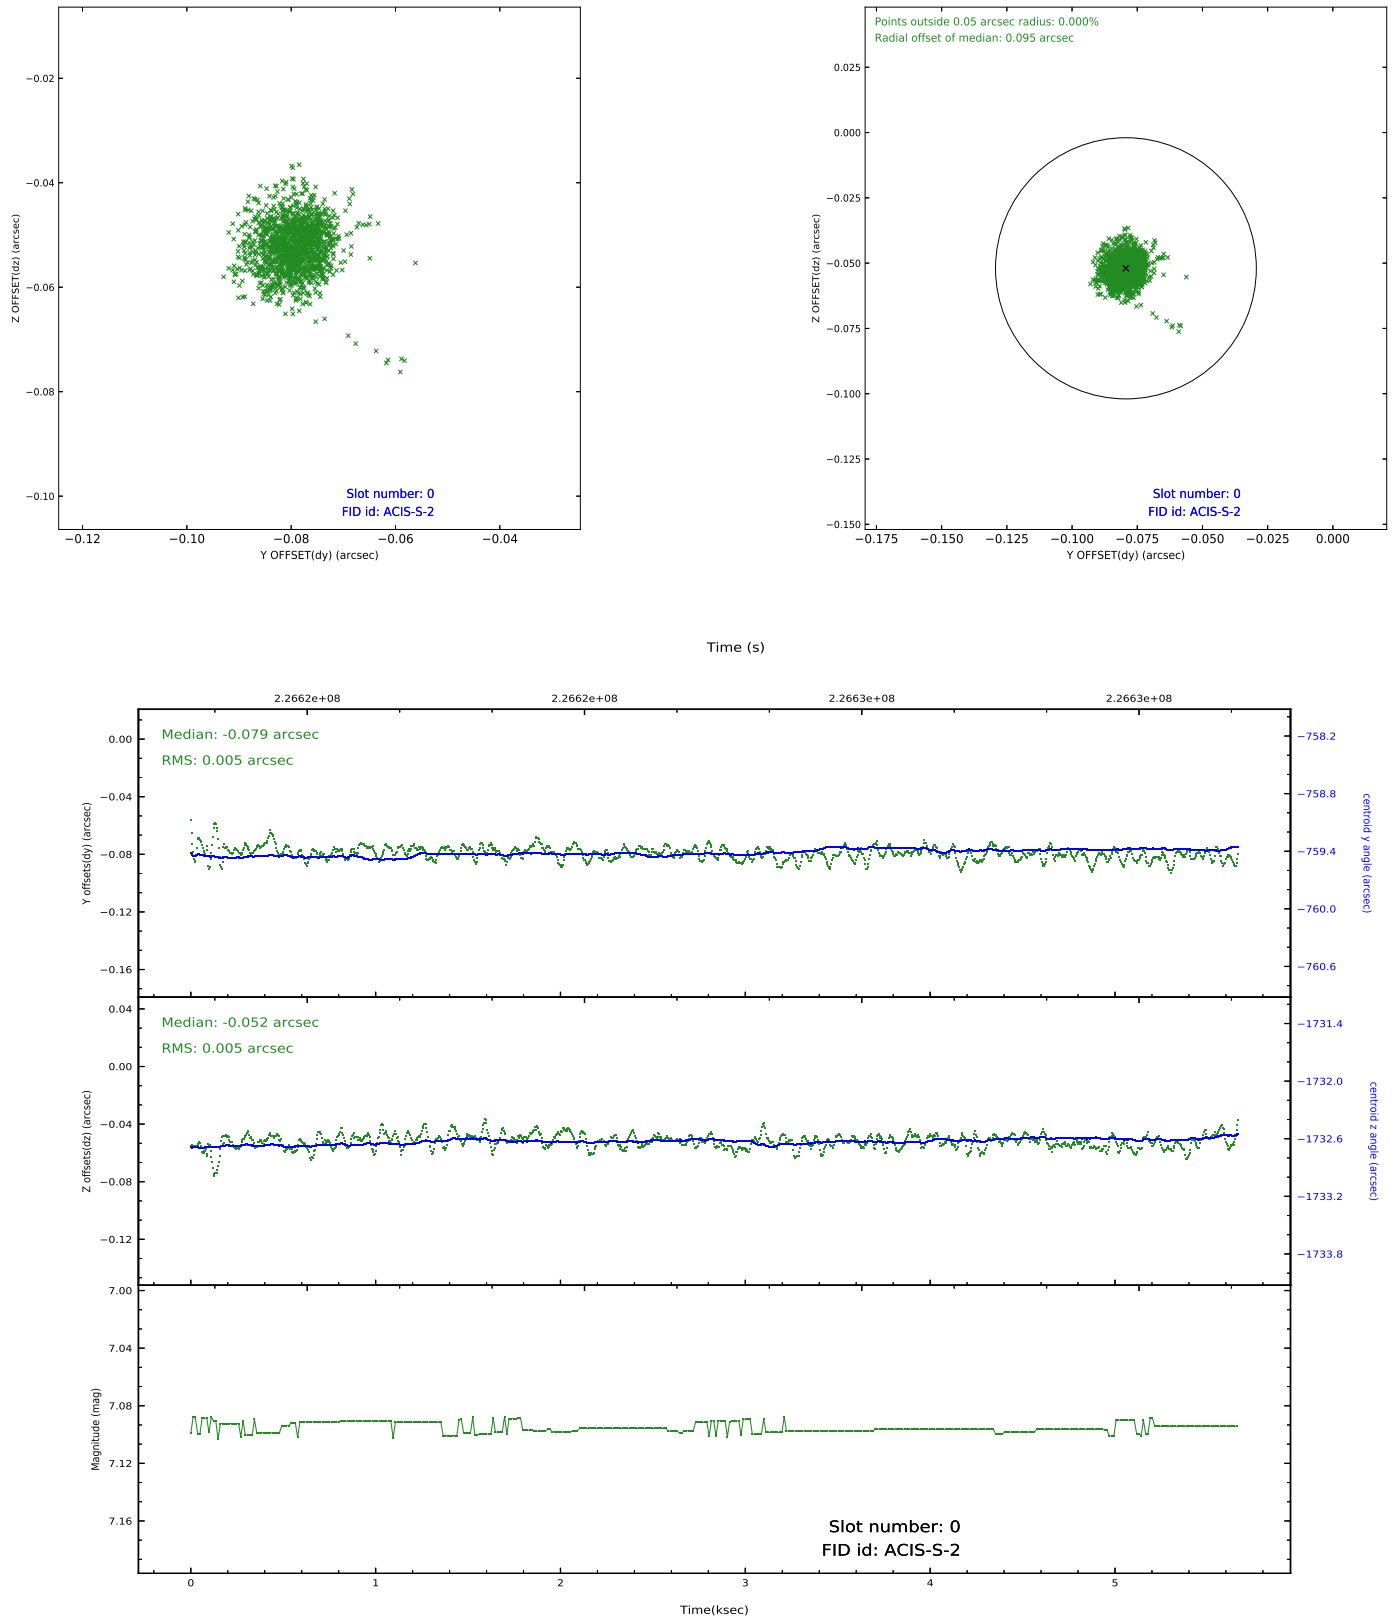 −0.02
−0.04
−0.06
−0.08
−0.10
Z OFFSET(dz) (arcsec)
Slot number: 0
FID id: ACIS-S-2
−0.12
−0.10
−0.08
−0.06
−0.04
Y OFFSET(dy) (arcsec)
Points outside 0.05 arcsec radius: 0.000%
Radial offset of median: 0.095 arcsec
0.025
0.000
−0.025
−0.050
−0.075
−0.100
−0.125
−0.150
Z OFFSET(dz) (arcsec)
Slot number: 0
FID id: ACIS-S-2
−0.175
−0.150
−0.125
−0.100
−0.075
−0.050
−0.025
0.000
Y OFFSET(dy) (arcsec)
Time (s)
2.2662e+08
2.2662e+08
2.2663e+08
2.2663e+08
Median: -0.079 arcsec
RMS: 0.005 arcsec
0.00
−0.04
−0.08
−0.12
−0.16
Y offsets(dy) (arcsec)
−758.2
−758.8
−759.4
−760.0
−760.6
centroid y angle (arcsec)
Median: -0.052 arcsec
RMS: 0.005 arcsec
0.04
0.00
−0.04
−0.08
−0.12
Z offsets(dz) (arcsec)
−1731.4
−1732.0
−1732.6
−1733.2
−1733.8
centroid z angle (arcsec)
7.00
7.04
7.08
7.12
7.16
Magnitude (mag)
Slot number: 0
FID id: ACIS-S-2
0
1
2
3
4
5
Time(ksec)